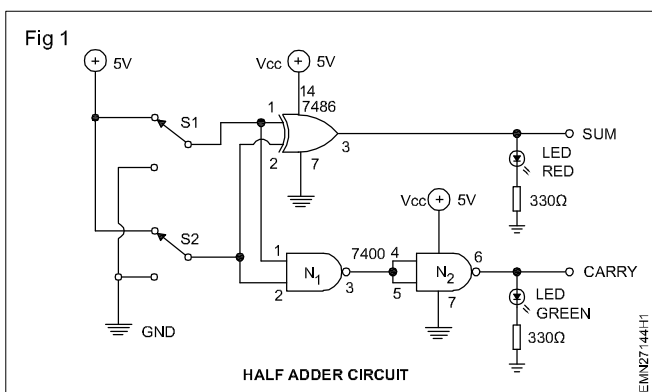 Fig 1
5V
Vcc
5V
14
7486
S1
1
2
3
7
SUM
LED
RED
330Ω
Vcc
5V
S2
1
2
N1
3
7400
4
5
N2
6
7
CARRY
LED
GREEN
330Ω
GND
HALF ADDER CIRCUIT
EMN27144H1